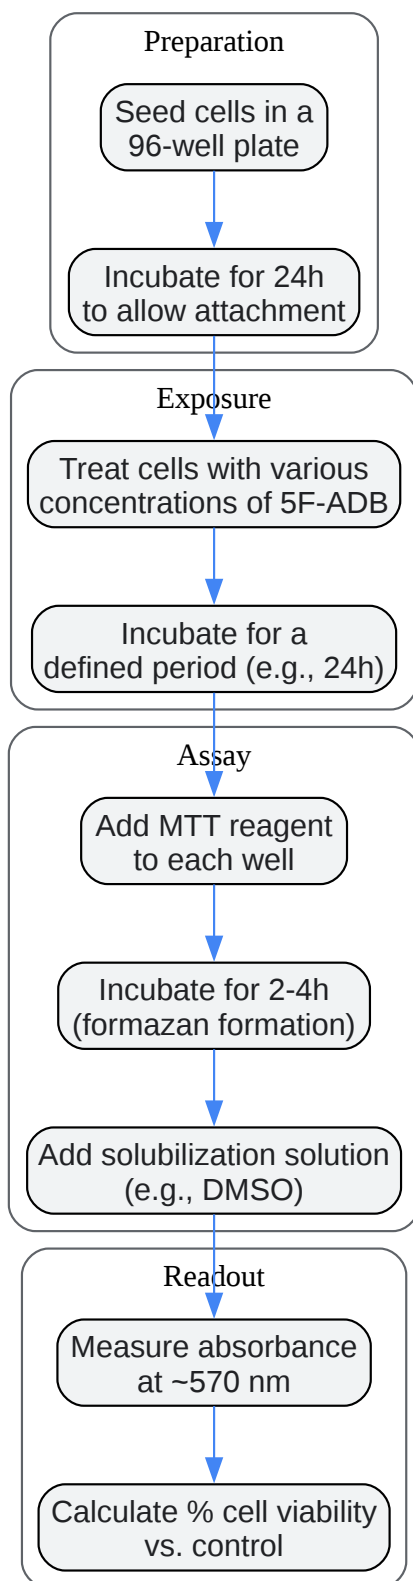 Preparation
Seed cells in a
96-well plate
Incubate for 24h
to allow attachment
Exposure
Treat cells with various
concentrations of 5F-ADB
Incubate for a
defined period (e.g., 24h)
Assay
Add MTT reagent
to each well
Incubate for 2-4h
(formazan formation)
Add solubilization solution
(e.g., DMSO)
Readout
Measure absorbance
at ~570 nm
Calculate % cell viability
vs. control